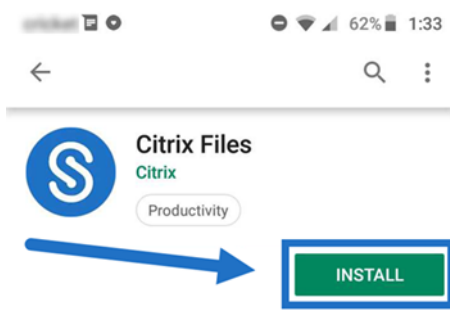 62% 1:33
Citrix Files
Citrix
Productivity
INSTALL